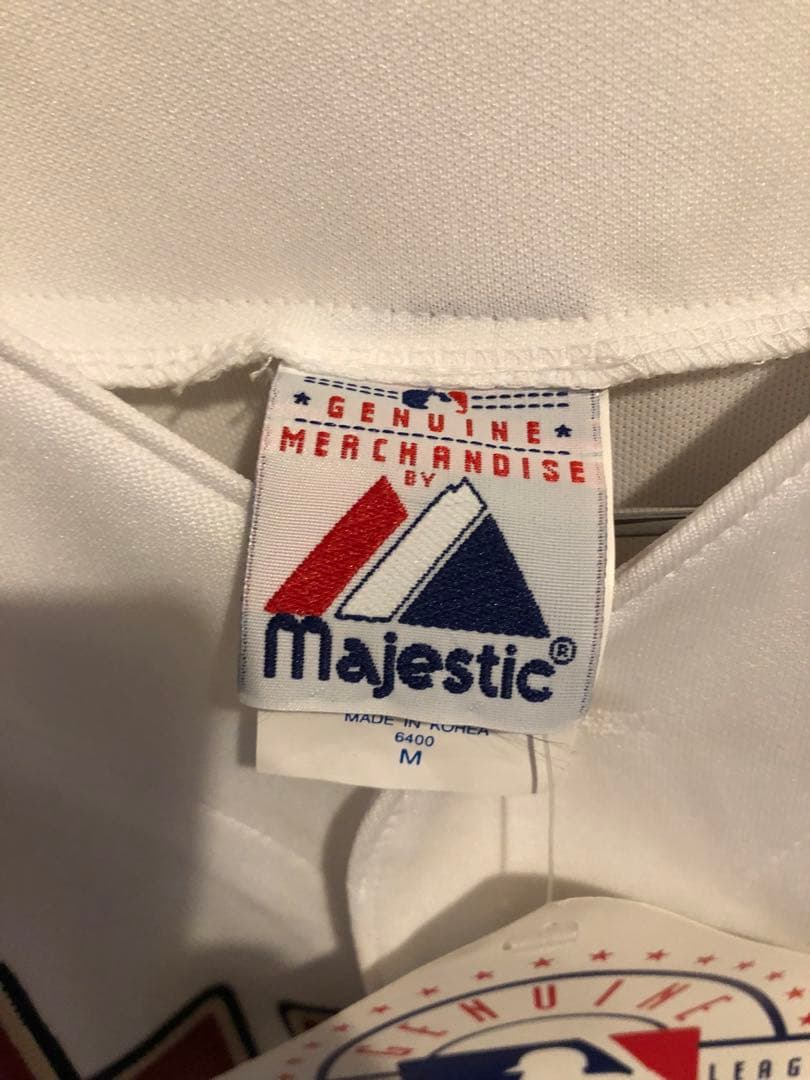 GENUINE
MERCHANDISE
BY
Majestic®
MADE IN KOREA
6400
M
GENUINE
LEAG